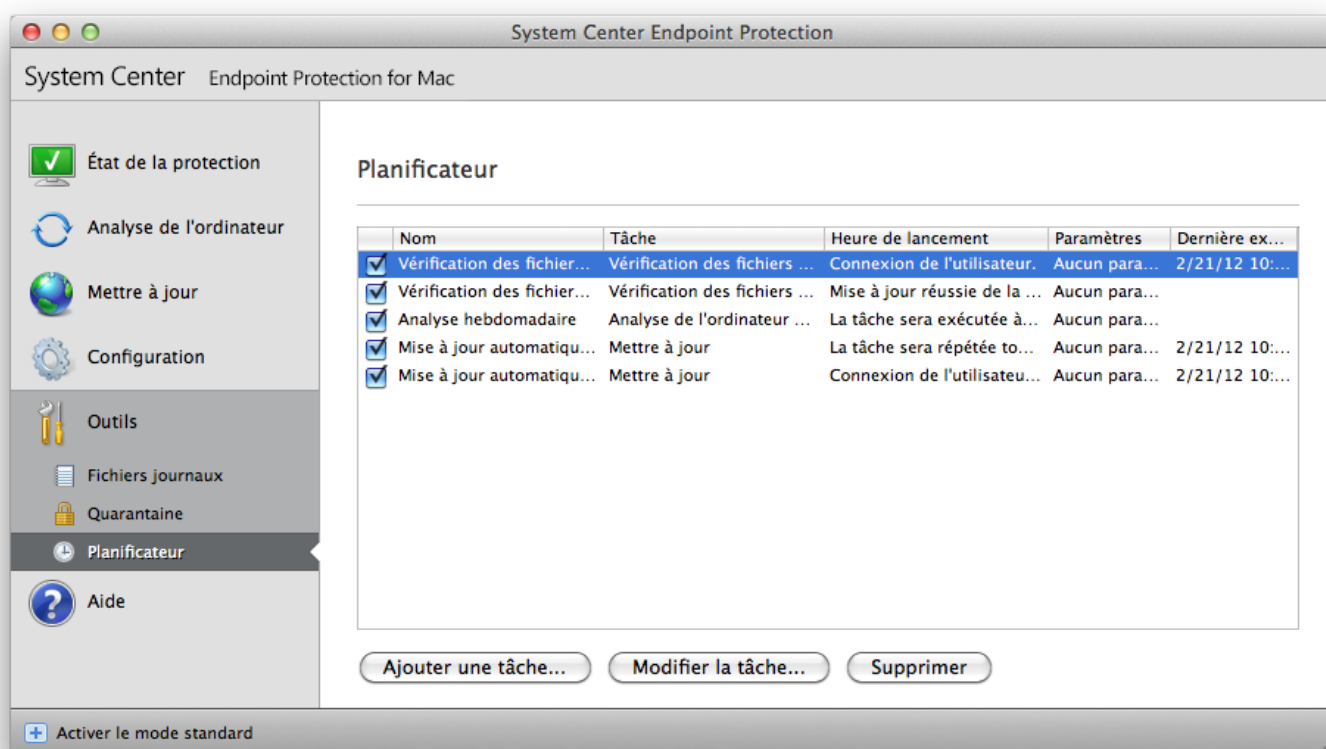 System Center Endpoint Protection
System Center Endpoint Protection for Mac
État de la protection
Analyse de l'ordinateur
Mettre à jour
Configuration
Outils
Fichiers journaux
Quarantaine
Planificateur
Aide
Planificateur
Nom Tâche Heure de lancement Paramètres Dernière ex...
Vérification des fichier... Vérification des fichiers ... Connexion de l'utilisateur. Aucun para... 2/21/12 10:...
Vérification des fichier... Vérification des fichiers ... Mise à jour réussie de la ... Aucun para...
Analyse hebdomadaire Analyse de l'ordinateur ... La tâche sera exécutée à... Aucun para...
Mise à jour automatiqu... Mettre à jour La tâche sera répétée to... Aucun para... 2/21/12 10:...
Mise à jour automatiqu... Mettre à jour Connexion de l'utilisateu... Aucun para... 2/21/12 10:...
Ajouter une tâche... Modifier la tâche... Supprimer
Activer le mode standard